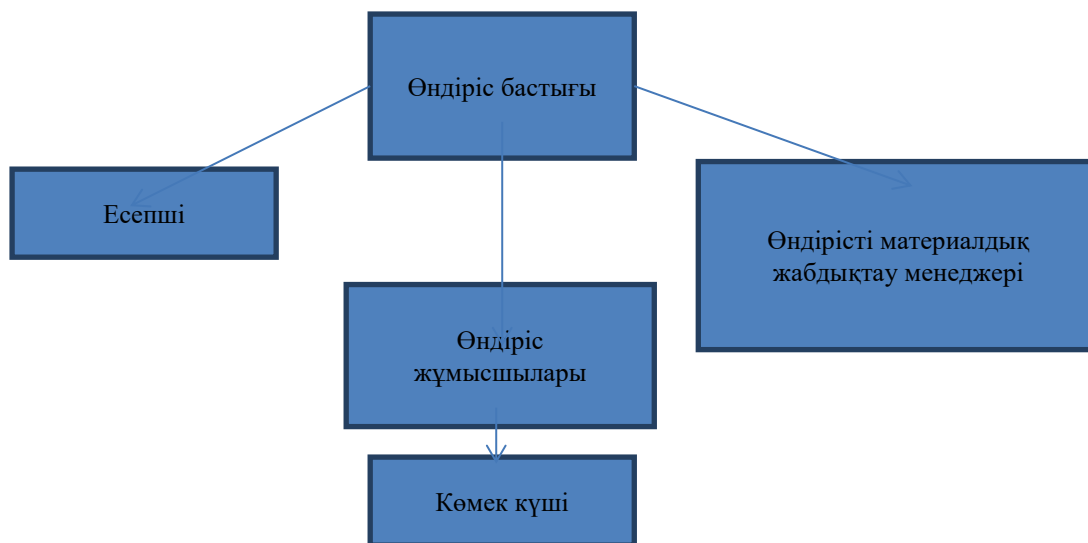 Өндіріс бастығы
Есепші
Өндірісті материалдық
жабдықтау менеджері
Өндіріс
жұмысшылары
Көмек күші